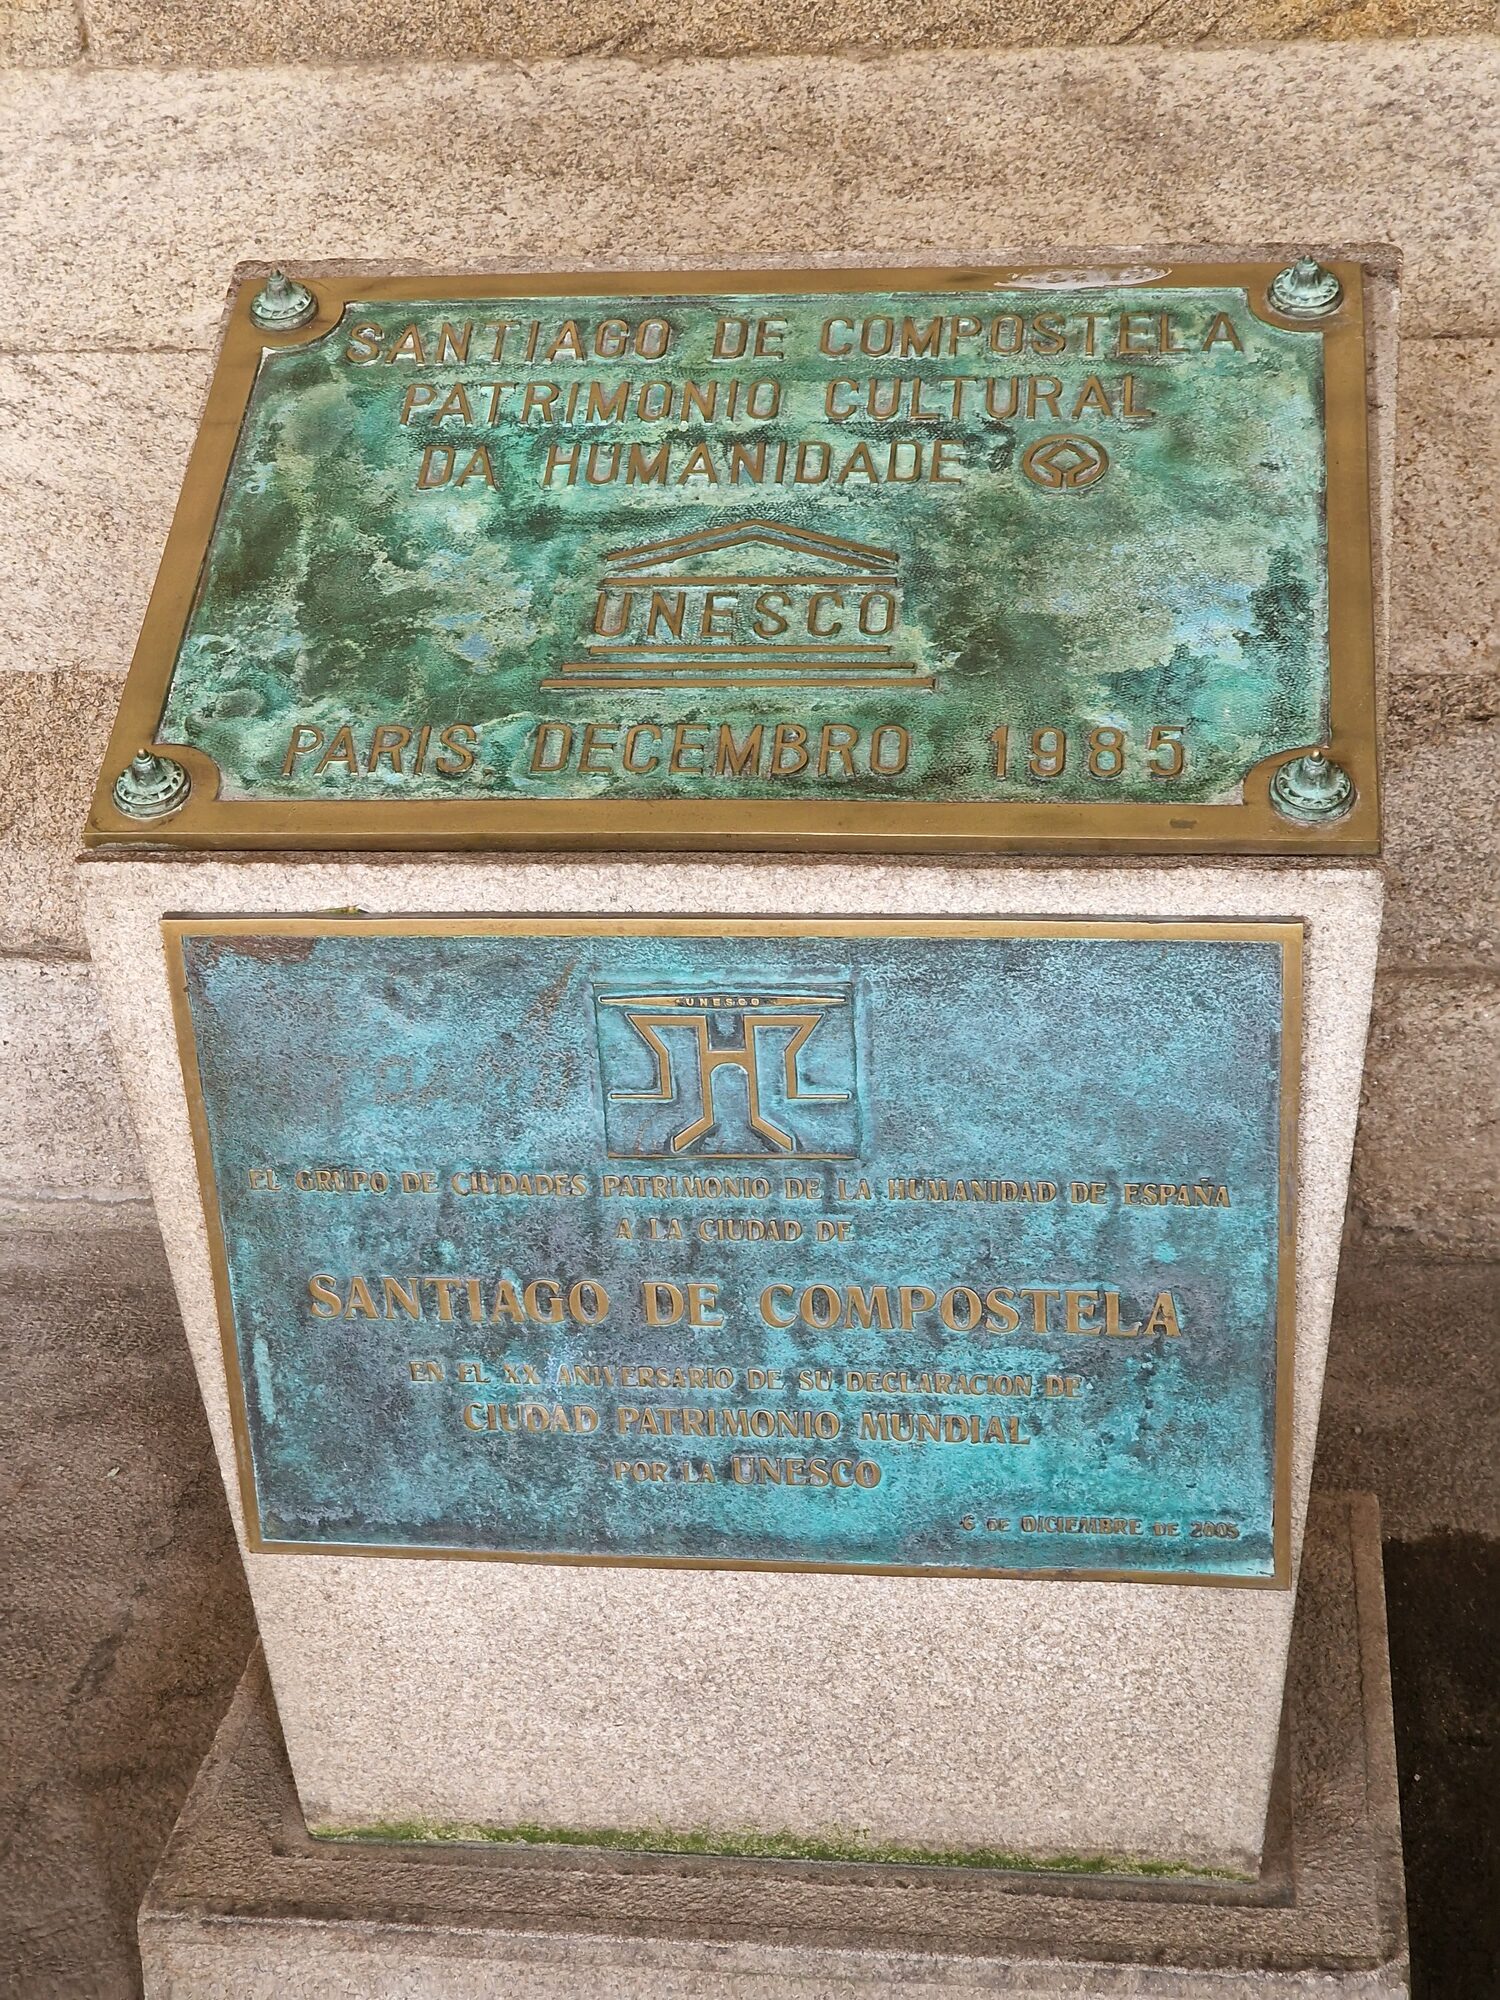 SANTIAGO DE COMPOSTELA
PATRIMONIO CULTURAL
DA HUMANIDADE
UNESCO
PARIS DECEMBRO 1985
UNESCO
EL GRUPO DE CIUDADES PATRIMONIO DE LA HUMANIDAD DE ESPAÑA
A LA CIUDAD DE
SANTIAGO DE COMPOSTELA
EN EL XX ANIVERSARIO DE SU DECLARACION DE
CIUDAD PATRIMONIO MUNDIAL
POR LA UNESCO
6 DE DICIEMBRE DE 2005